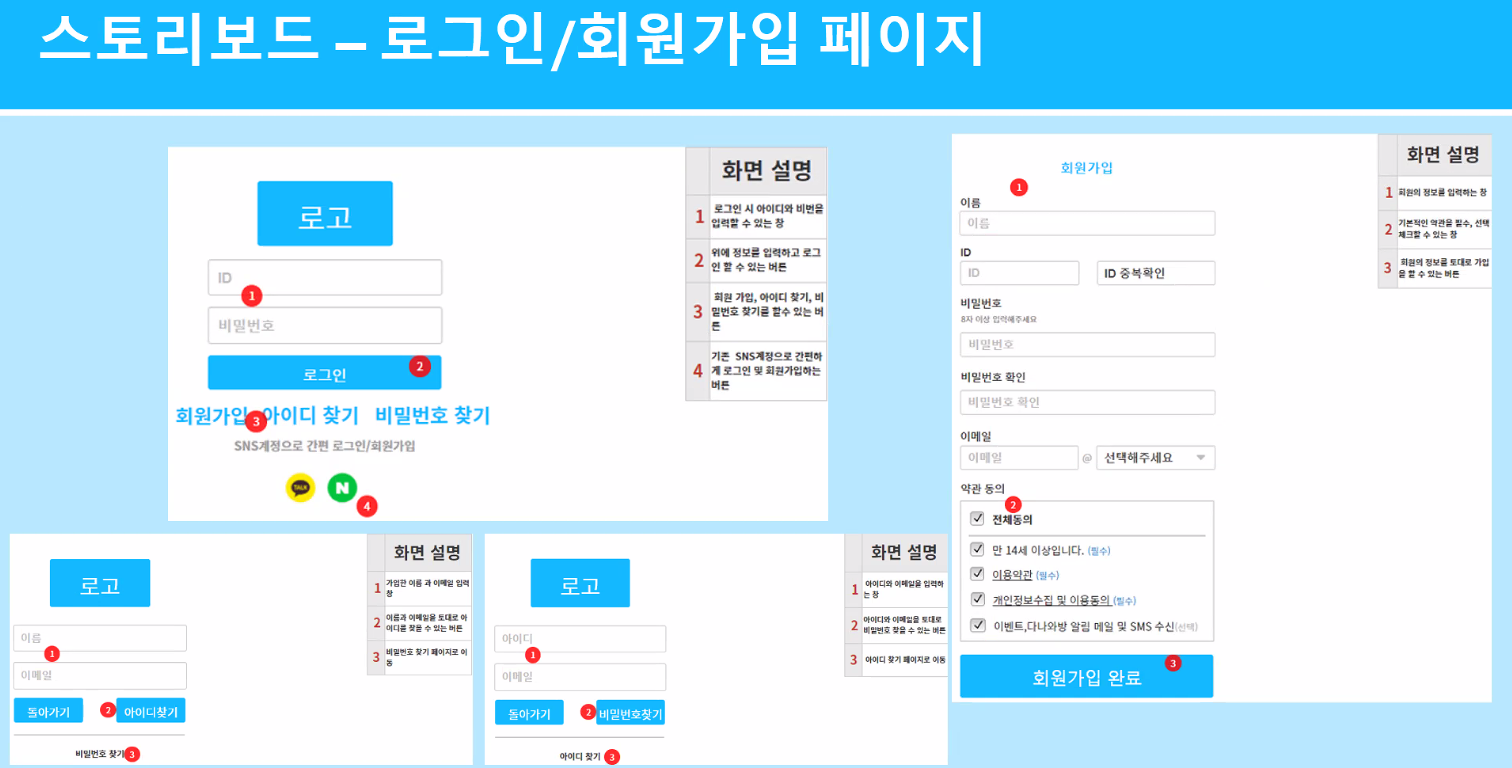 스토리보드 – 로그인/회원가입 페이지
로고
ID
1
비밀번호
로그인
2
회원가입 아이디 찾기 비밀번호 찾기
3
SNS계정으로 간편 로그인/회원가입
TALK
N
4
화면 설명
1 로그인 시 아이디와 비번을
입력할 수 있는 창
2 위에 정보를 입력하고 로그
인 할 수 있는 버튼
3 회원 가입, 아이디 찾기, 비
밀번호 찾기를 할수 있는 버
튼
4 기존 SNS계정으로 간편하
게 로그인 및 회원가입하는
버튼
회원가입
1
이름
이름
ID
ID
ID 중복확인
비밀번호
8자 이상 입력해주세요
비밀번호
비밀번호 확인
비밀번호 확인
이메일
이메일 @ 선택해주세요
약관 동의
2
전체동의
만 14세 이상입니다. (필수)
이용약관 (필수)
개인정보수집 및 이용동의 (필수)
이벤트,다나와방 알림 메일 및 SMS 수신(선택)
회원가입 완료
3
화면 설명
1 회원의 정보를 입력하는 창
2 기본적인 약관을 필수, 선택
체크할 수 있는 창
3 회원의 정보를 토대로 가입
을 할 수 있는 버튼
로고
이름
1
이메일
돌아가기
2 아이디찾기
비밀번호 찾기 3
화면 설명
1 가입한 이름 과 이메일 입력
창
2 이름과 이메일을 토대로 아
이디를 찾을 수 있는 버튼
3 비밀번호 찾기 페이지로 이
동
로고
아이디
1
이메일
돌아가기
2 비밀번호찾기
아이디 찾기 3
화면 설명
1 아이디와 이메일을 입력하
는 창
2 아이디와 이메일을 토대로
비밀번호 찾을 수 있는 버튼
3 아이디 찾기 페이지로 이동